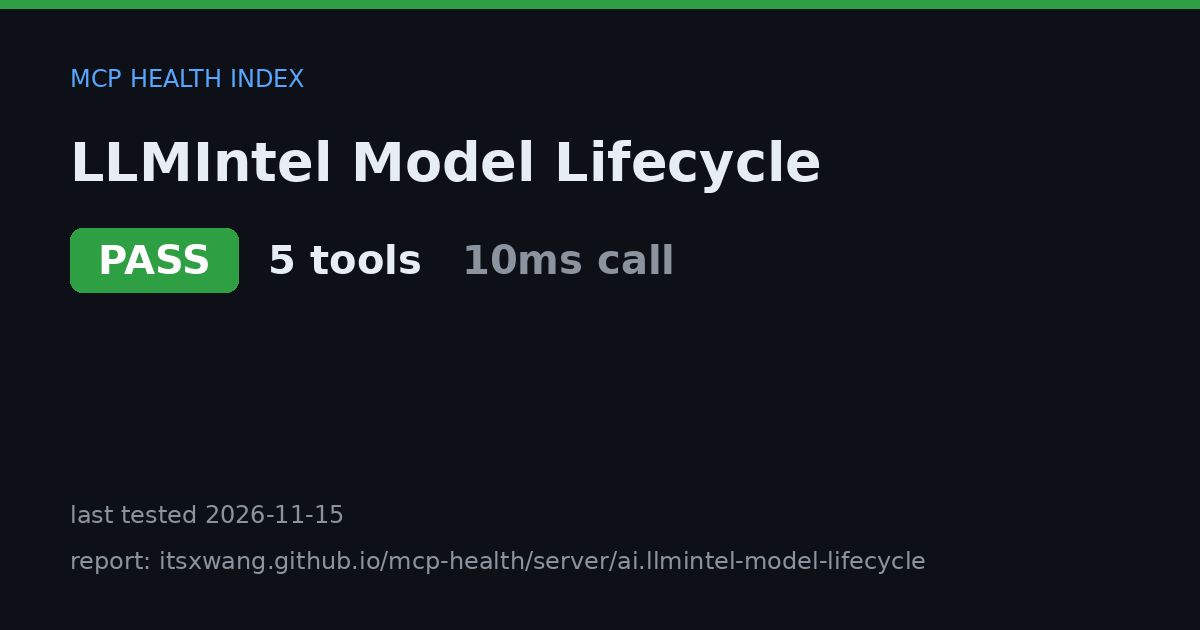 MCP HEALTH INDEX
LLMIntel Model Lifecycle
PASS 5 tools 10ms call
last tested 2026-11-15
report: itsxwang.github.io/mcp-health/server/ai.llmintel-model-lifecycle